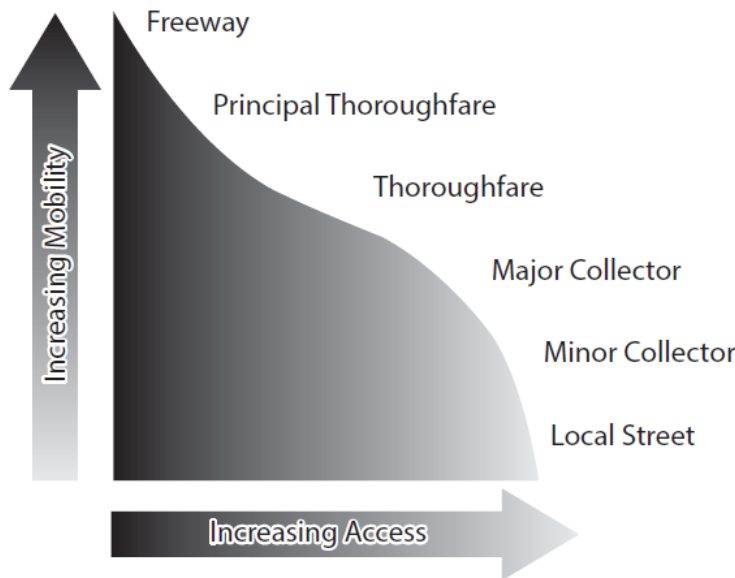 Freeway
Principal Thoroughfare
Thoroughfare
Major Collector
Minor Collector
Local Street
Increasing Mobility
Increasing Access